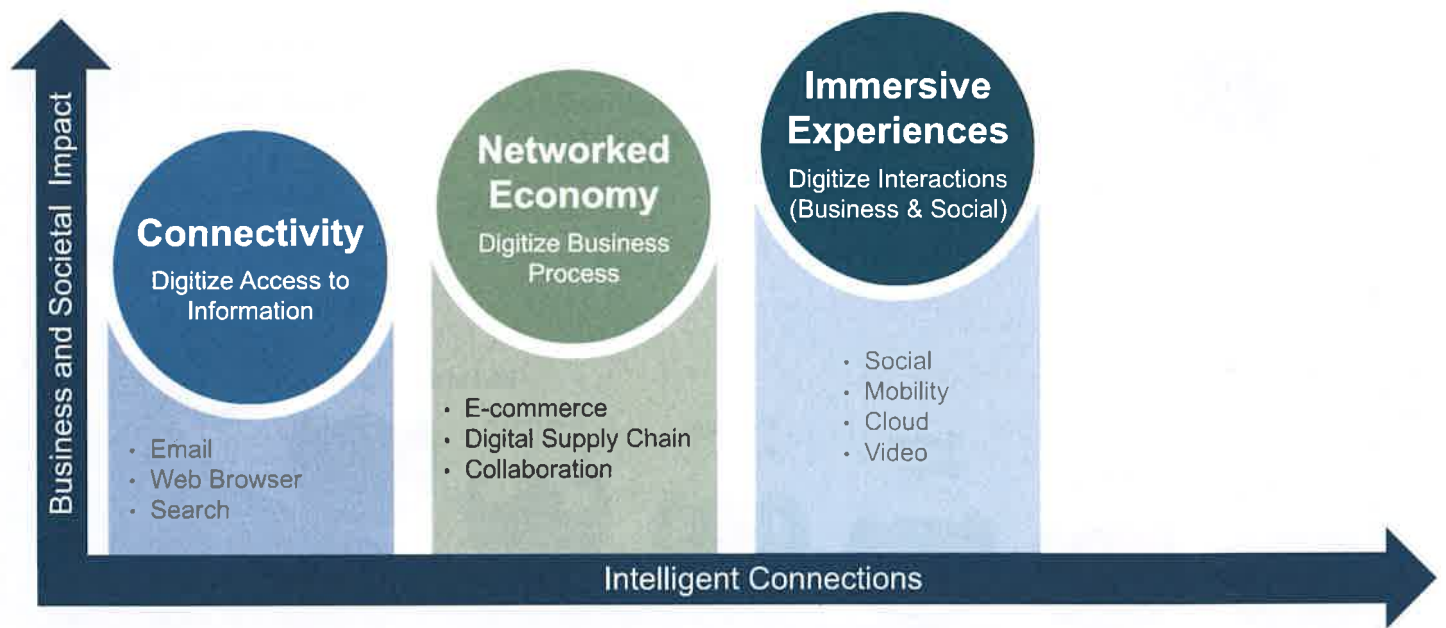 Business and Societal Impact
Connectivity
Digitize Access to
Information
· Email
· Web Browser
· Search
Networked
Economy
Digitize Business
Process
· E-commerce
· Digital Supply Chain
· Collaboration
Immersive
Experiences
Digitize Interactions
(Business & Social)
· Social
· Mobility
· Cloud
· Video
Intelligent Connections